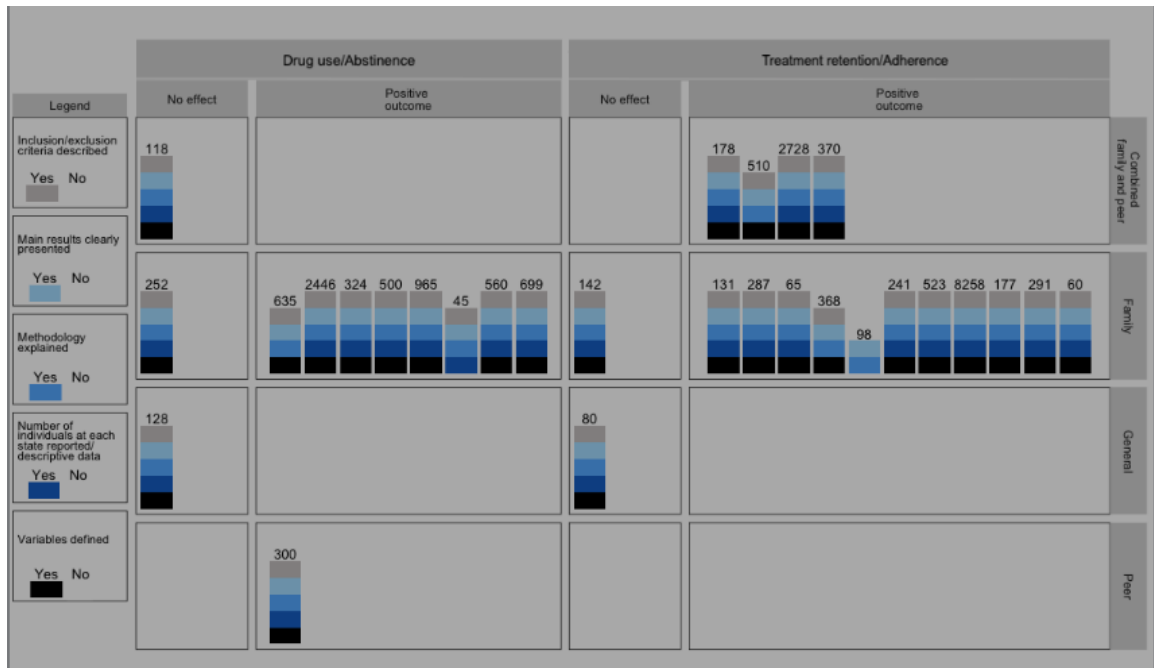 Drug use/Abstinence
Treatment retention/Adherence
No effect
Positive
outcome
No effect
Positive
outcome
Legend
Inclusion/exclusion
criteria described
Yes No
Main results clearly
presented
Yes No
Methodology
explained
Yes No
Number of
individuals at each
state reported/
descriptive data
Yes No
Variables defined
Yes No
118
178 510 2728 370
Combined
family and peer
252
635 2446 324 500 965 45 560 699
142
131 287 65 368 98 241 523 8258 177 291 60
Family
128
80
General
300
Peer